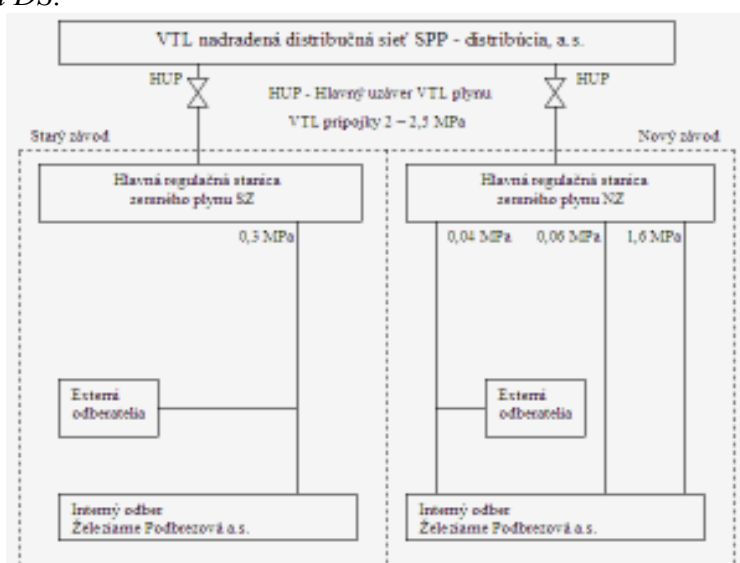 DS.
VTL nadradená distribučná sieť SPP - distribúcia, a.s.
HUP
HUP
HUP - Hlavný uzáver VTL plynu
VTL prípojky 2 – 2,5 MPa
Starý závod
Nový závod
Hlavná regulačná stanica
zemného plynu SZ
Hlavná regulačná stanica
zemného plynu NZ
0,3 MPa
0,04 MPa
0,06 MPa
1,6 MPa
Externí
odberatelia
Externí
odberatelia
Interný odber
Železiarne Podbrezová a.s.
Interný odber
Železiarne Podbrezová a.s.